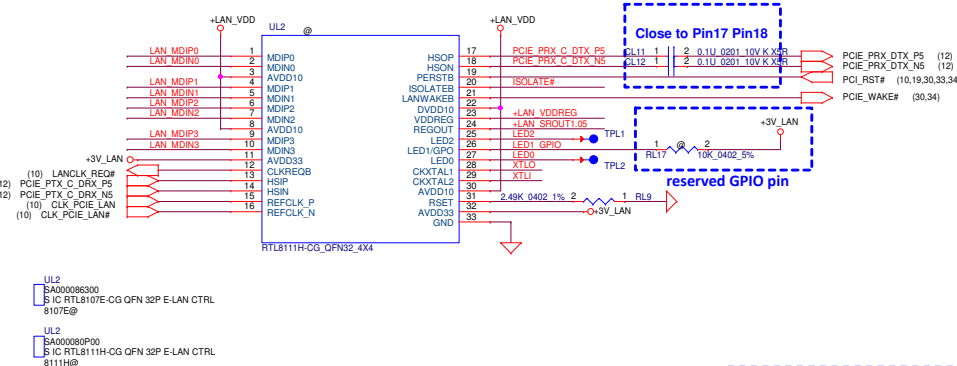 +LAN_VDD
UL2
@
+LAN_VDD
Close to Pin17 Pin18
LAN_MDIP0 1 MDIP0
LAN_MDIN0 2 MDIN0
3 AVDD10
LAN_MDIP1 4 MDIP1
LAN_MDIN1 5 MDIN1
LAN_MDIP2 6 MDIP2
LAN_MDIN2 7 MDIN2
8 AVDD10
LAN_MDIP3 9 MDIP3
LAN_MDIN3 10 MDIN3
+3V_LAN 11 AVDD33
(10) LANCLK_REQ# 12 CLKREQB
12) PCIE_PTX_C_DRX_P5 13 HSIP
12) PCIE_PTX_C_DRX_N5 14 HSIN
(10) CLK_PCIE_LAN 15 REFCLK_P
(10) CLK_PCIE_LAN# 16 REFCLK_N
HSOP 17 PCIE_PRX_C_DTX_P5 CL11 1 2 0.1U_0201_10V K X5R PCIE_PRX_DTX_P5 (12)
HSON 18 PCIE_PRX_C_DTX_N5 CL12 1 2 0.1U_0201_10V K X5R PCIE_PRX_DTX_N5 (12)
PERSTB 19 PCI_RST# (10,19,30,33,34
ISOLATEB 20 ISOLATE#
LANWAKEB 21 PCIE_WAKE# (30,34)
DVDD10 22
VDDREG 23 +LAN_VDDREG
REGOUT 24 +LAN_SROUT1.05
LED2 25 LED2 TPL1
LED1/GPO 26 LED1_GPIO 1 @ 2 +3V_LAN
RL17 10K_0402_5%
LED0 27 LED0 TPL2
CKXTAL1 28 XTLO
CKXTAL2 29 XTLI
AVDD10 30
RSET 31 2.49K_0402_1% 2 1 RL9
AVDD33 32 +3V_LAN
GND 33
reserved GPIO pin
RTL8111H-CG_QFN32_4X4
UL2
SA000086300
S IC RTL8107E-CG QFN 32P E-LAN CTRL
8107E@
UL2
SA000080P00
S IC RTL8111H-CG QFN 32P E-LAN CTRL
8111H@